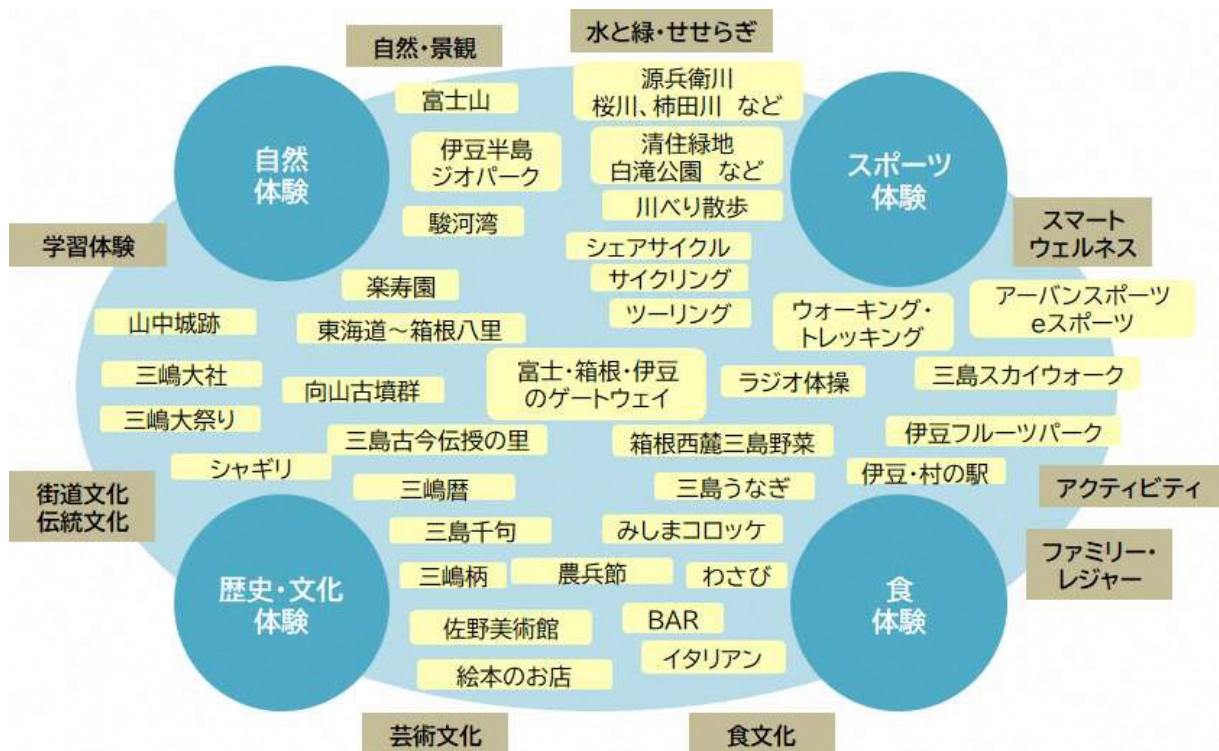 自然・景観
水と緑・せせらぎ
富士山
源兵衛川
桜川、柿田川 など
自然
体験
伊豆半島
ジオパーク
清住緑地
白滝公園 など
スポーツ
体験
駿河湾
川べり散歩
学習体験
スマート
ウェルネス
シェアサイクル
サイクリング
ツーリング
楽寿園
山中城跡
東海道～箱根八里
ウォーキング・
トレッキング
アーバンスポーツ
eスポーツ
三嶋大社
向山古墳群
富士・箱根・伊豆
のゲートウェイ
ラジオ体操
三島スカイウォーク
三嶋大祭り
三島古今伝授の里
箱根西麓三島野菜
伊豆フルーツパーク
シャギリ
三嶋暦
三島うなぎ
伊豆・村の駅
街道文化
伝統文化
アクティビティ
三島千句
みしまコロッケ
ファミリー・
レジャー
三嶋柄
農兵節
わさび
歴史・文化
体験
食
体験
佐野美術館
BAR
イタリアン
絵本のお店
芸術文化
食文化